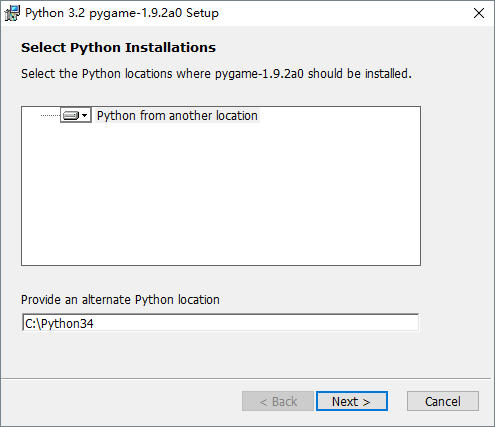 Python 3.2 pygame-1.9.2a0 Setup
Select Python Installations
Select the Python locations where pygame-1.9.2a0 should be installed.
Python from another location
Provide an alternate Python location
C:\Python34
< Back
Next >
Cancel